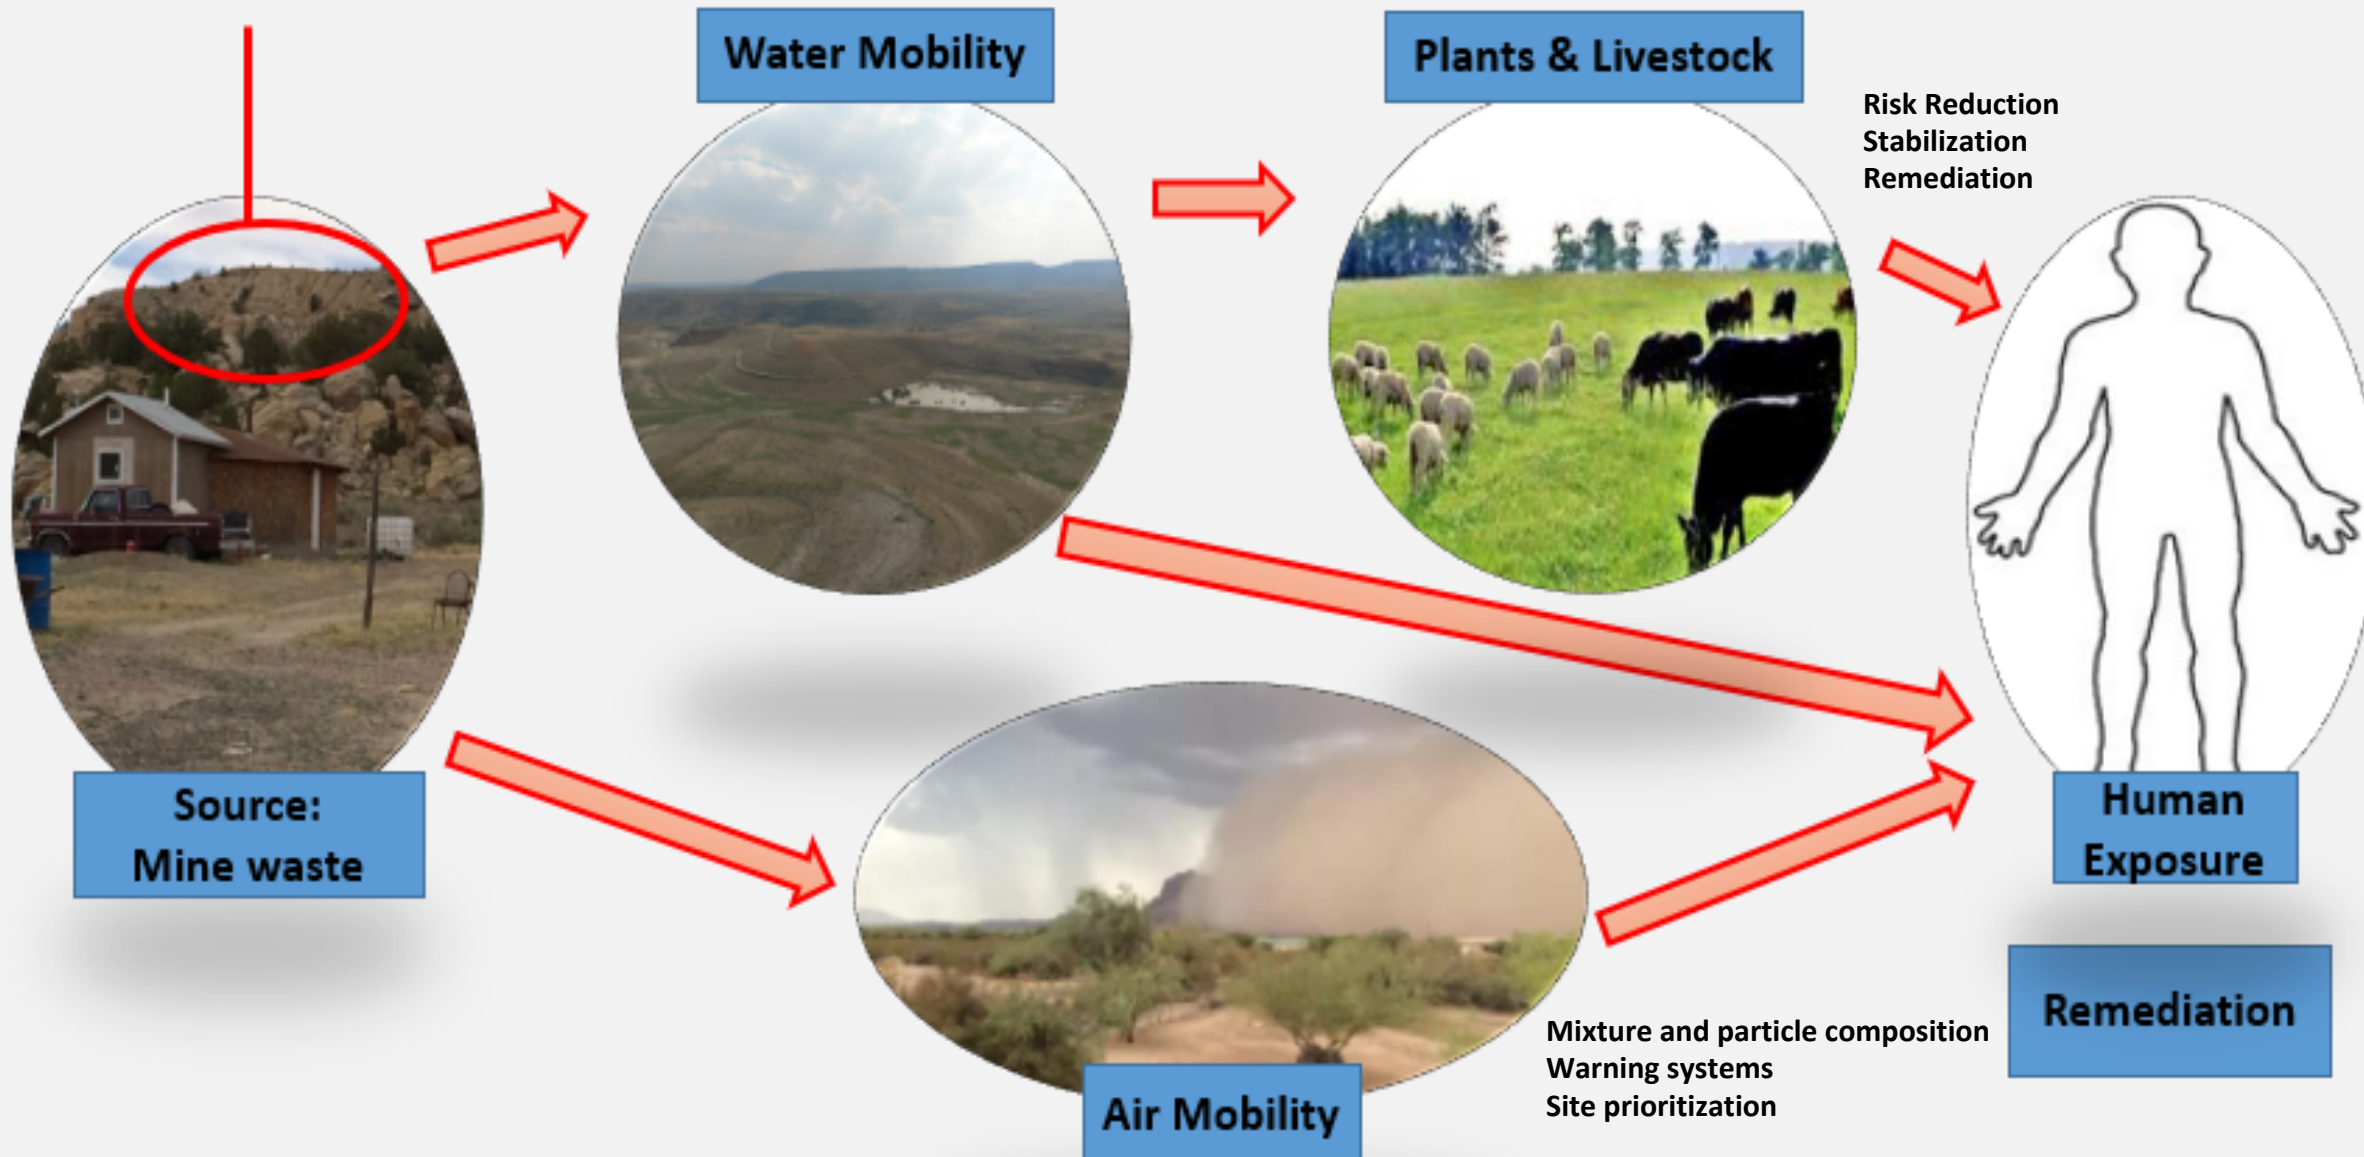 Water Mobility
Plants & Livestock
Risk Reduction
Stabilization
Remediation
Source:
Mine waste
Human
Exposure
Remediation
Mixture and particle composition
Warning systems
Site prioritization
Air Mobility